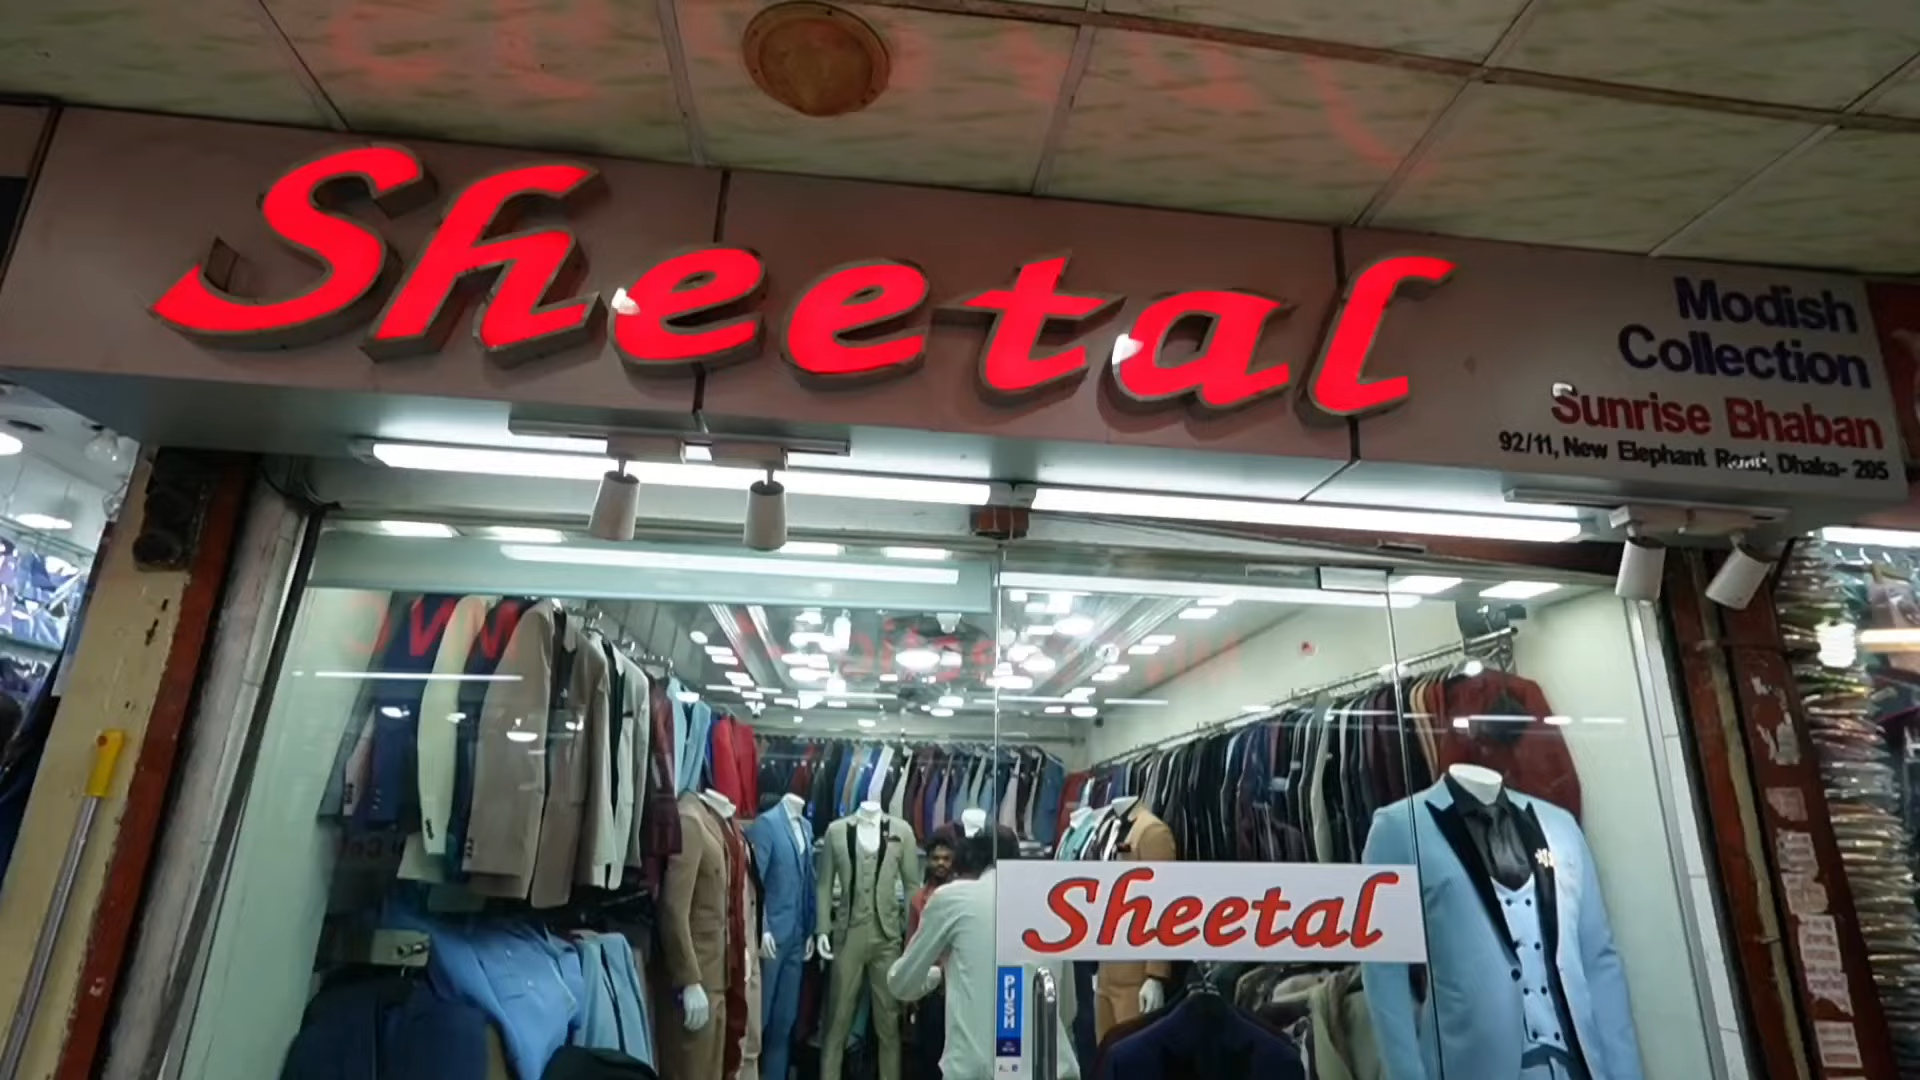 Sheetal
Modish
Collection
Sunrise Bhaban
92/11, New Elephant Road, Dhaka- 205
Sheetal
PUSH